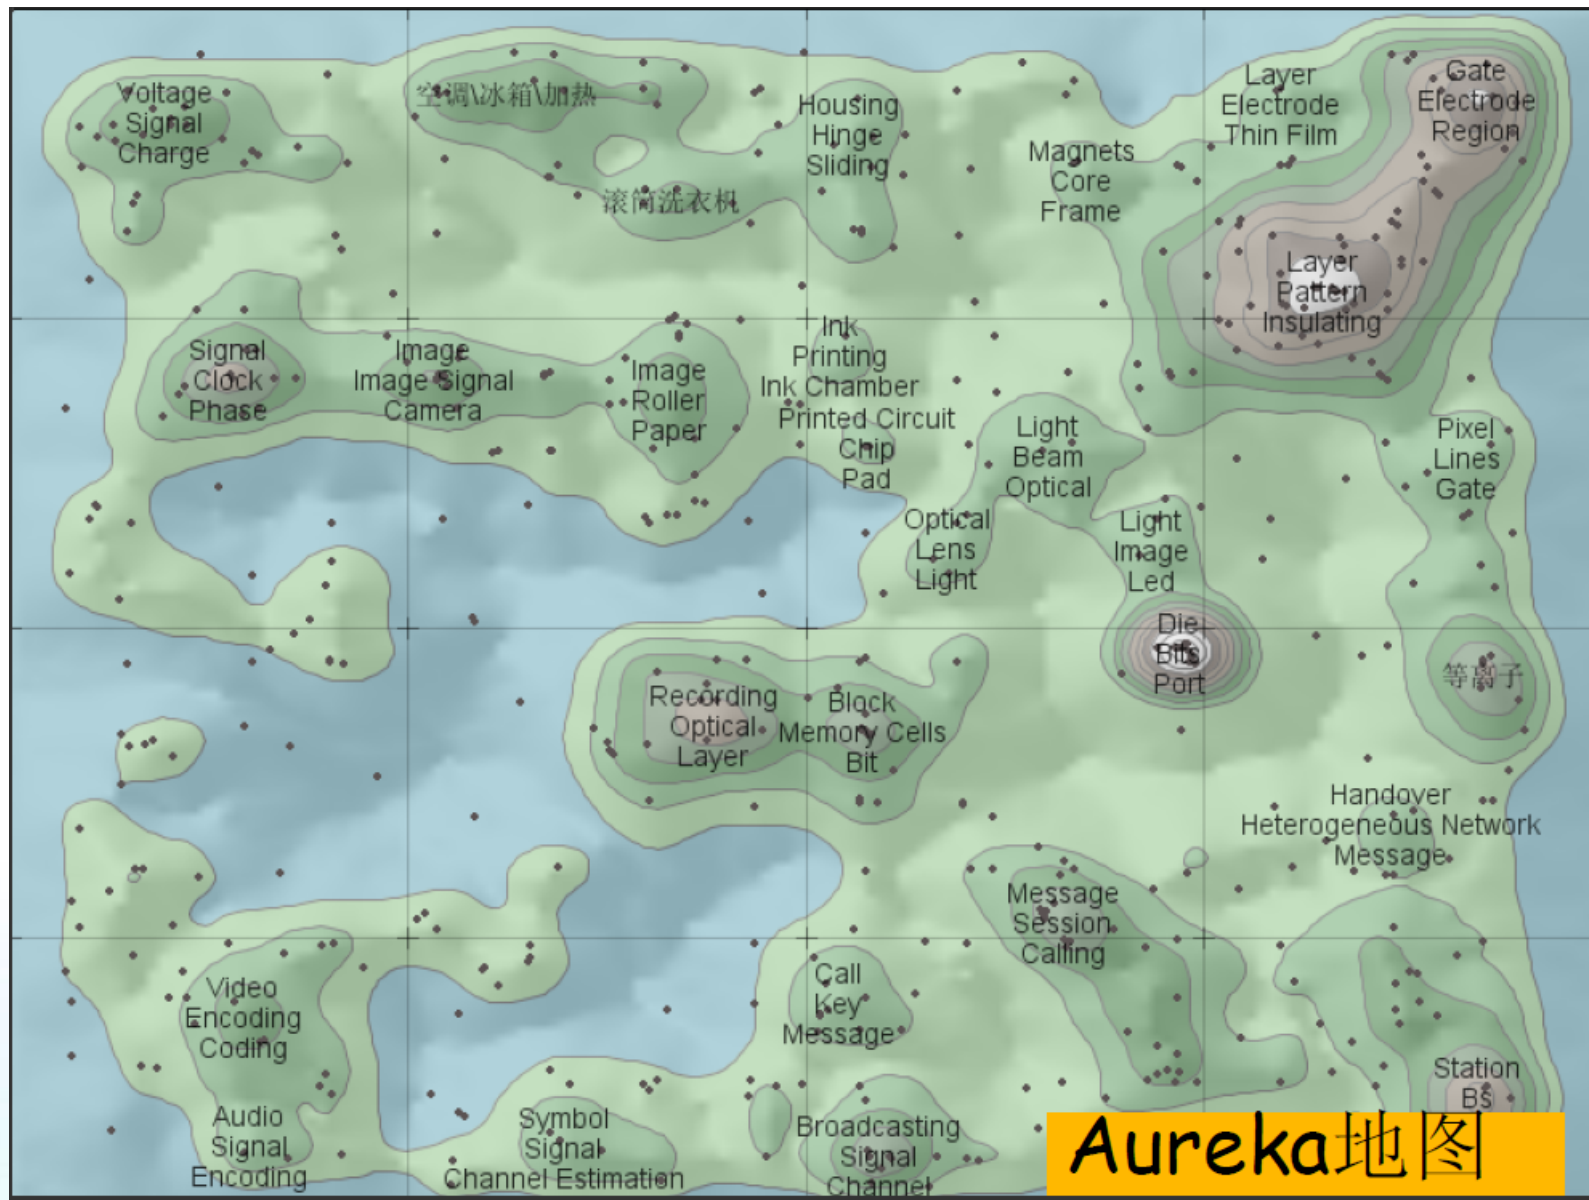 Voltage
Signal
Charge
空调\冰箱\加热
滚筒洗衣机
Housing
Hinge
Sliding
Magnets
Core
Frame
Layer
Electrode
Thin Film
Gate
Electrode
Region
Layer
Pattern
Insulating
Signal
Clock
Phase
Image
Image Signal
Camera
Image
Roller
Paper
Ink
Printing
Ink Chamber
Printed Circuit
Chip
Pad
Light
Beam
Optical
Pixel
Lines
Gate
Optical
Lens
Light
Light
Image
Led
Die
Bits
Port
等离子
Recording
Optical
Layer
Block
Memory Cells
Bit
Handover
Heterogeneous Network
Message
Message
Session
Calling
Call
Key
Message
Video
Encoding
Coding
Audio
Signal
Encoding
Symbol
Signal
Channel Estimation
Broadcasting
Signal
Channel
Station
Bs
Aureka地图